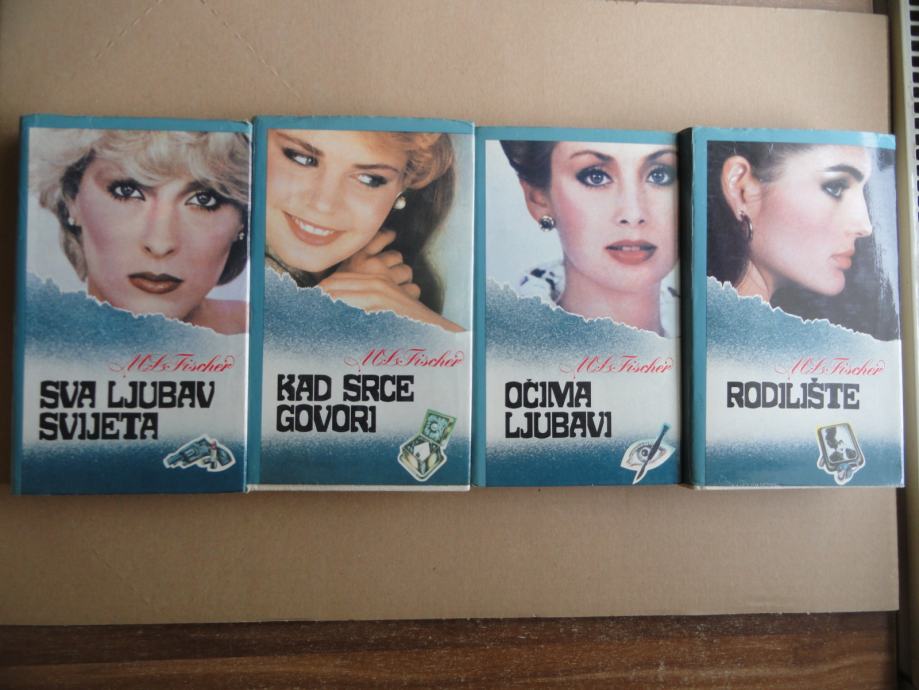 M.L. Fischer
SVA LJUBAV
SVIJETA
M.L. Fischer
KAD SRCE
GOVORI
M.L. Fischer
OČIMA
LJUBAVI
M.L. Fischer
RODILIŠTE